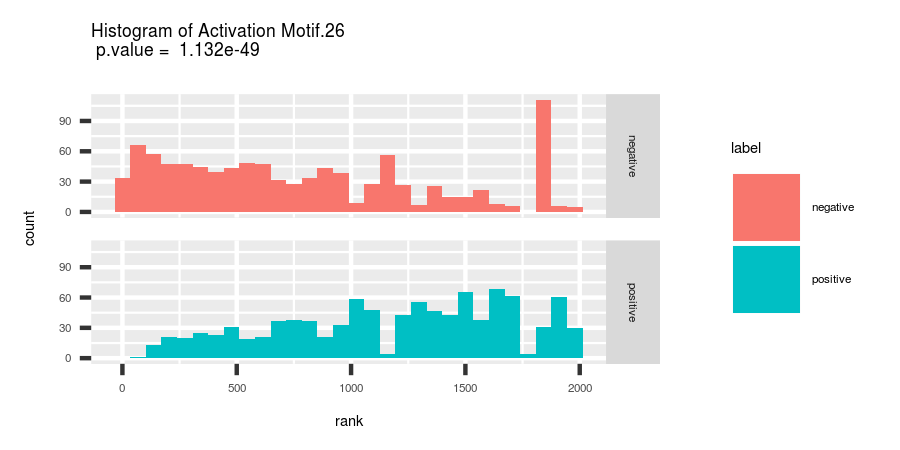 Histogram of Activation Motif.26
p.value = 1.132e-49
count
90
60
30
0
negative
90
60
30
0
positive
0 500 1000 1500 2000
rank
label
negative
positive